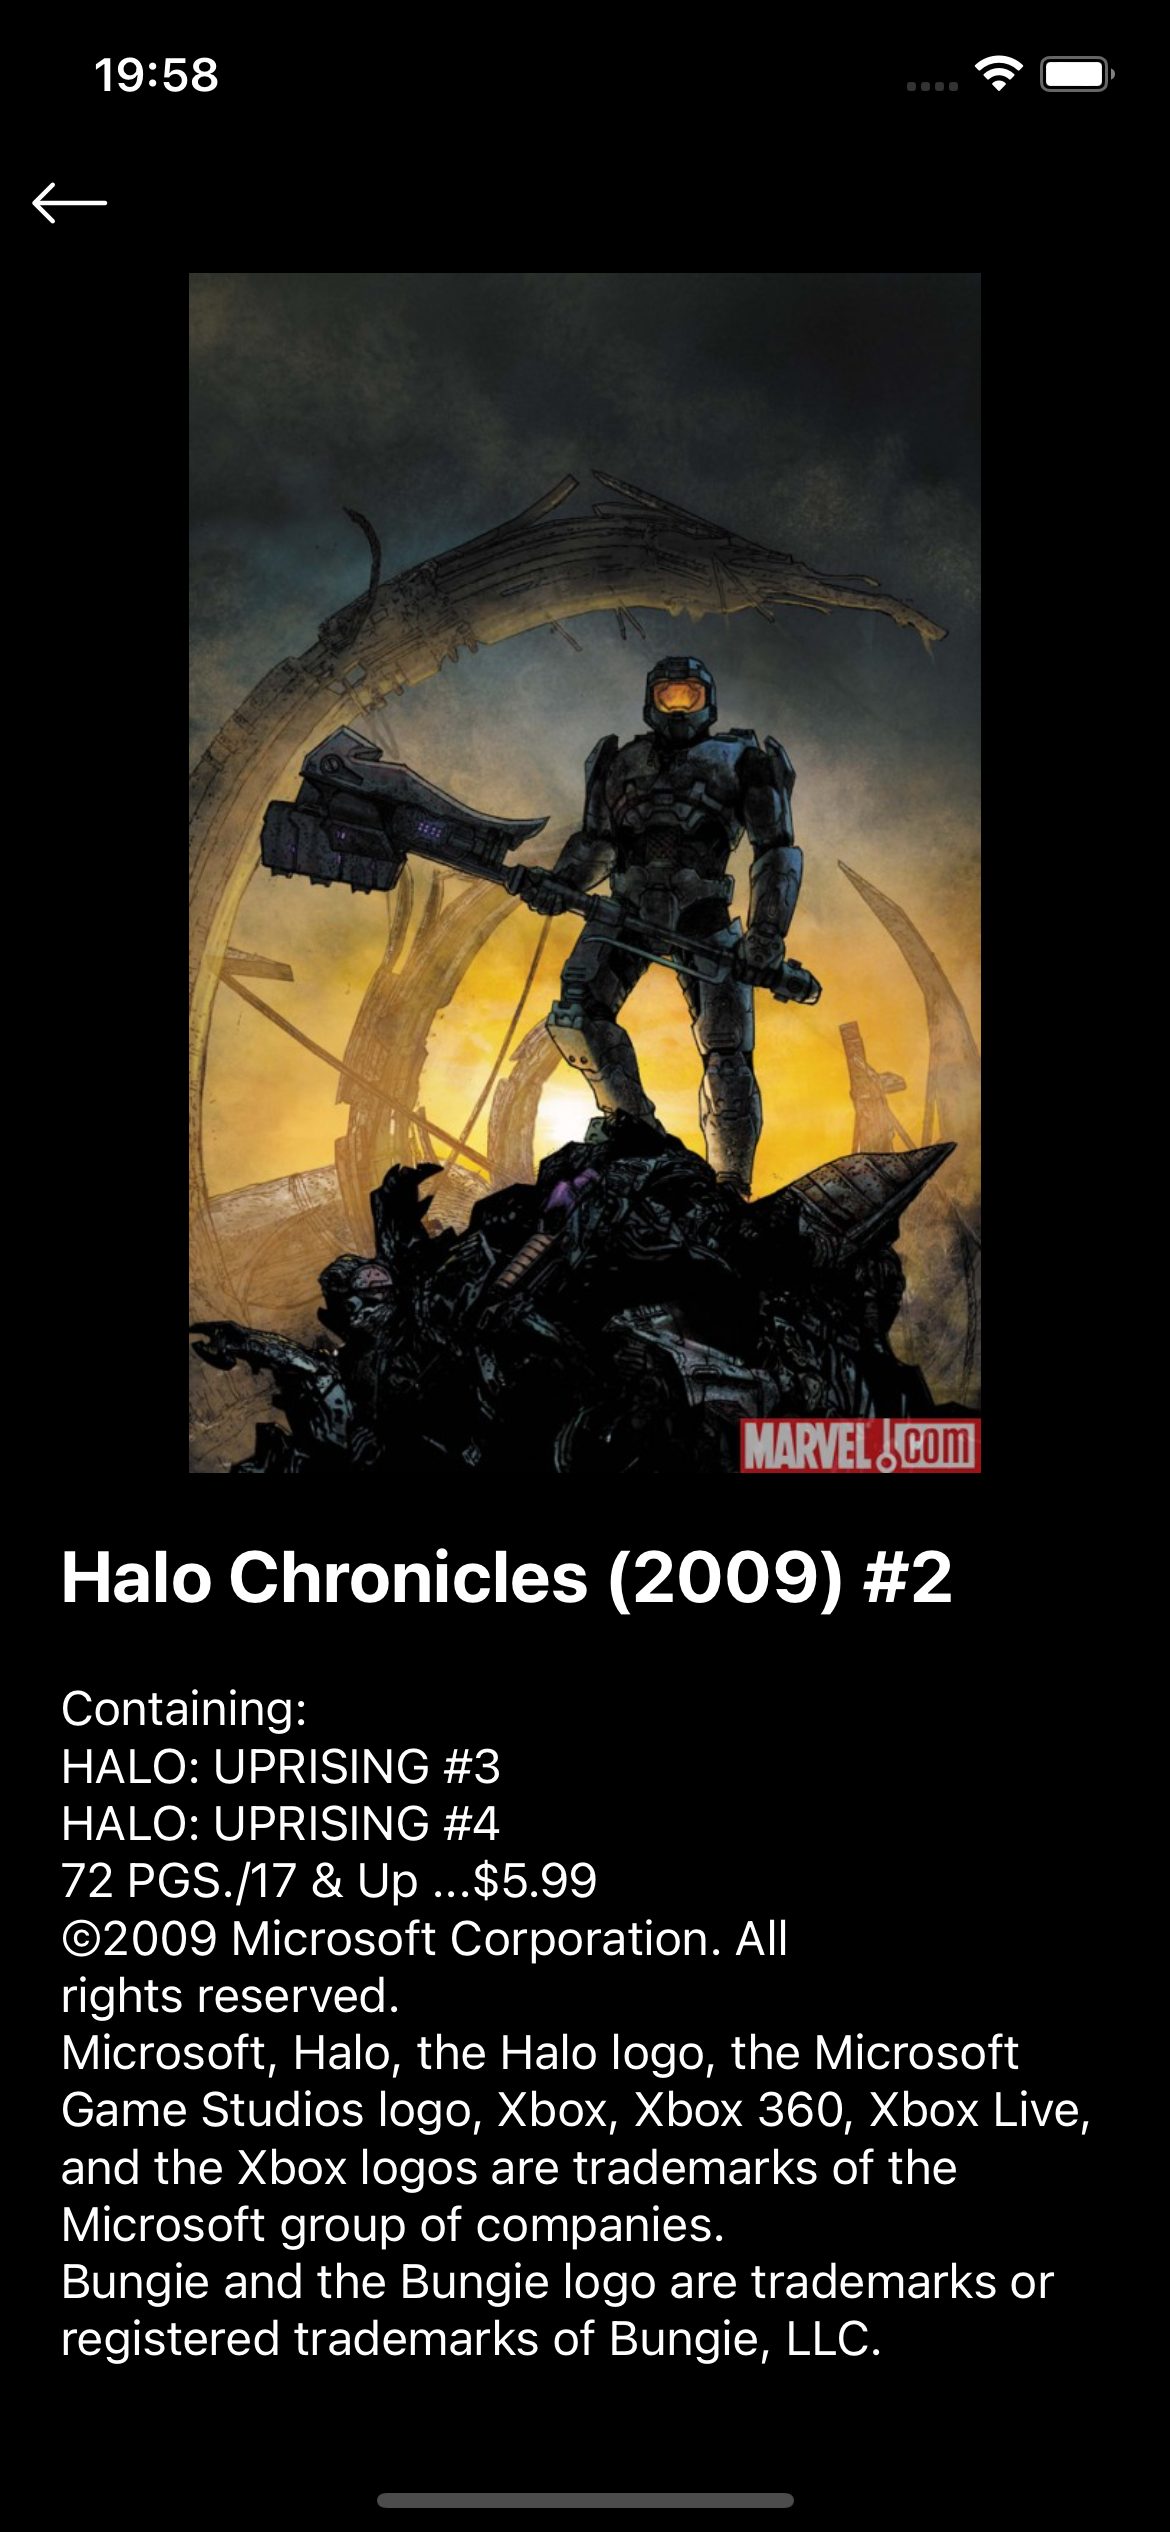 19:58
MARVEL.com
Halo Chronicles (2009) #2
Containing:
HALO: UPRISING #3
HALO: UPRISING #4
72 PGS./17 & Up ...$5.99
©2009 Microsoft Corporation. All
rights reserved.
Microsoft, Halo, the Halo logo, the Microsoft
Game Studios logo, Xbox, Xbox 360, Xbox Live,
and the Xbox logos are trademarks of the
Microsoft group of companies.
Bungie and the Bungie logo are trademarks or
registered trademarks of Bungie, LLC.